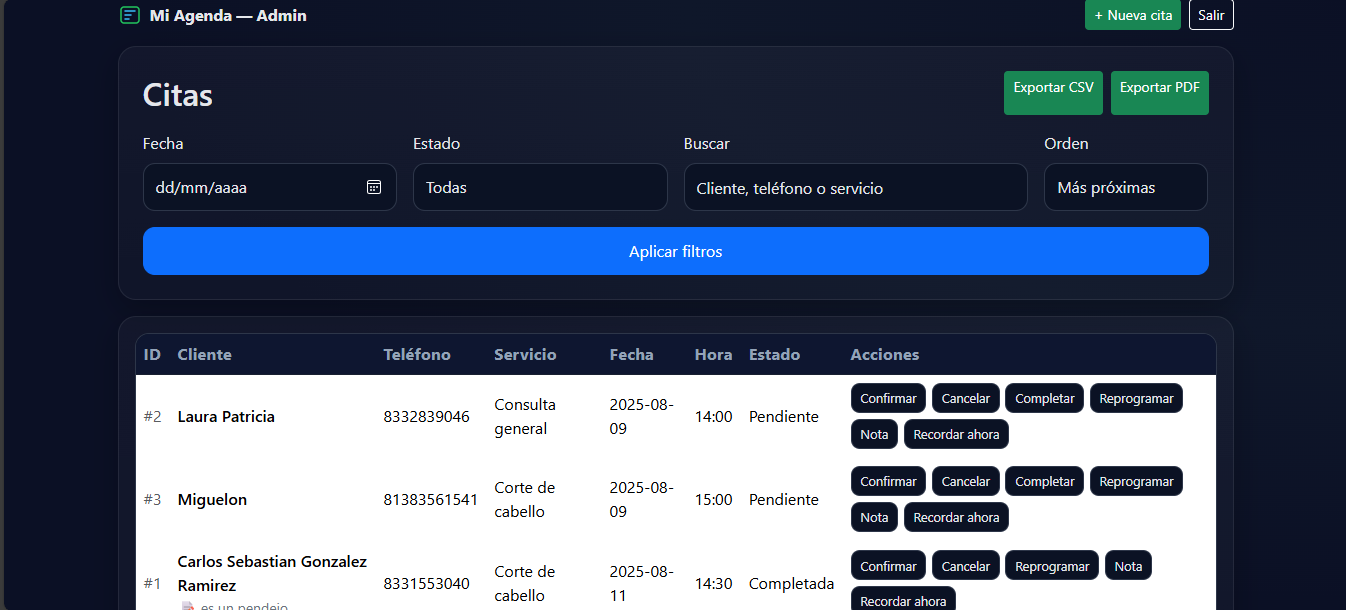 Mi Agenda — Admin
+ Nueva cita
Salir
Citas
Exportar CSV
Exportar PDF
Fecha
Estado
Buscar
Orden
dd/mm/aaaa
Todas
Cliente, teléfono o servicio
Más próximas
Aplicar filtros
ID Cliente Teléfono Servicio Fecha Hora Estado Acciones
#2 Laura Patricia 8332839046 Consulta general 2025-08-09 14:00 Pendiente Confirmar Cancelar Completar Reprogramar
Nota Recordar ahora
#3 Miguelon 81383561541 Corte de cabello 2025-08-09 15:00 Pendiente Confirmar Cancelar Completar Reprogramar
Nota Recordar ahora
#1 Carlos Sebastian Gonzalez Ramirez 8331553040 Corte de cabello 2025-08-11 14:30 Completada Confirmar Cancelar Reprogramar Nota
Recordar ahora
es un pendejo